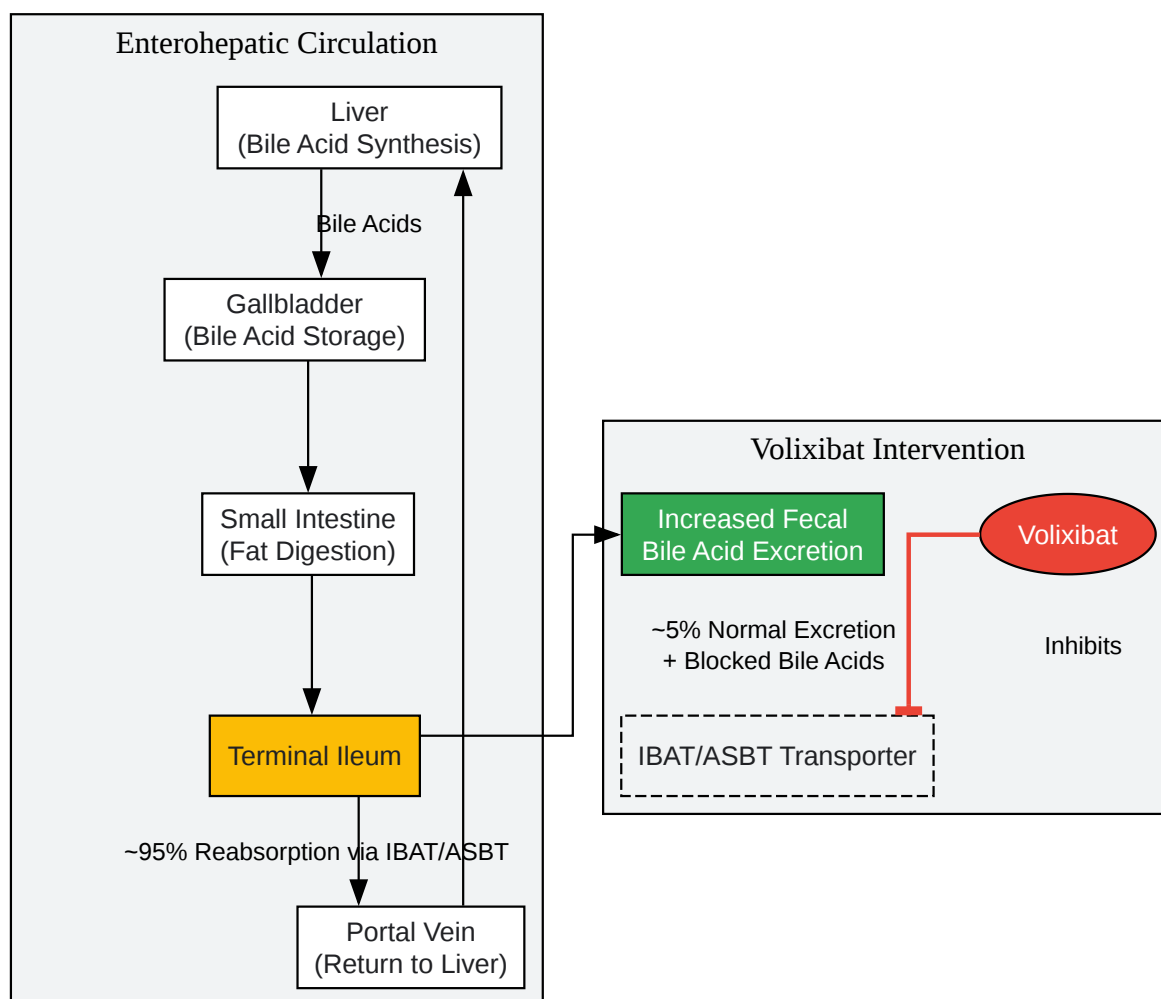 Enterohepatic Circulation
Liver
(Bile Acid Synthesis)
Bile Acids
Gallbladder
(Bile Acid Storage)
Small Intestine
(Fat Digestion)
Terminal Ileum
~95% Reabsorption via IBAT/ASBT
Portal Vein
(Return to Liver)
Volixibat Intervention
Increased Fecal
Bile Acid Excretion
Volixibat
~5% Normal Excretion
+ Blocked Bile Acids
Inhibits
IBAT/ASBT Transporter